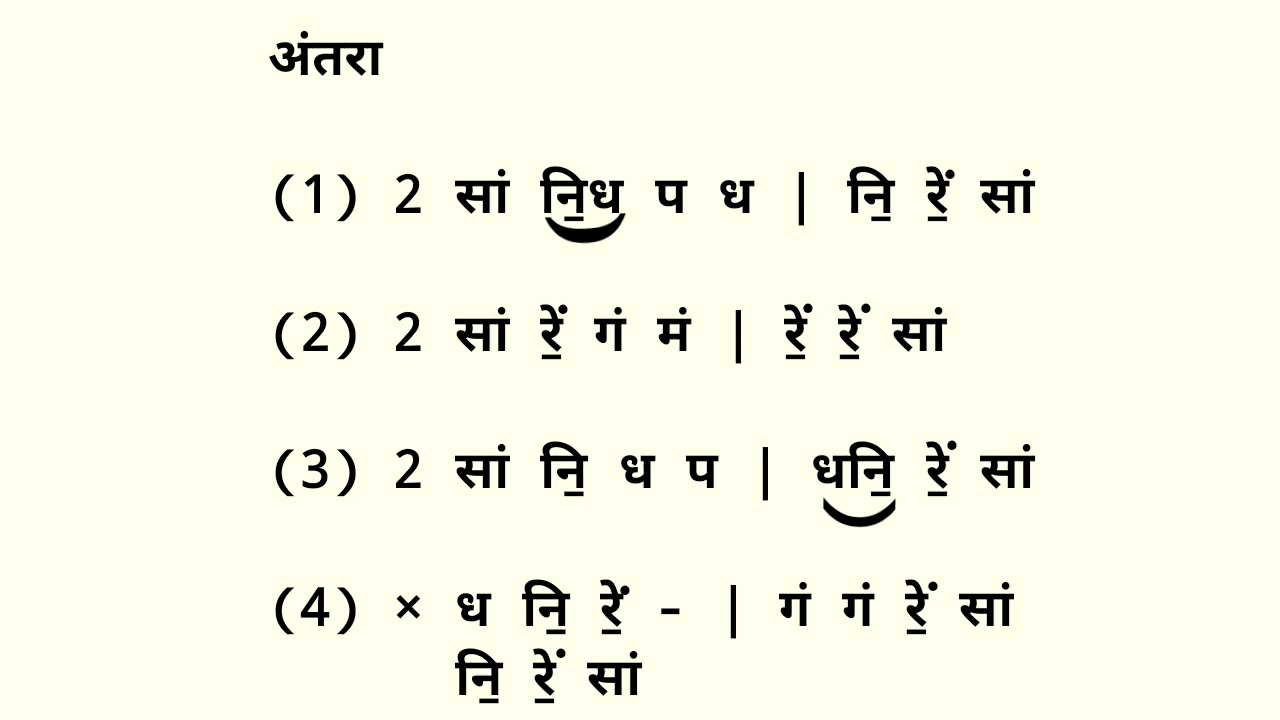 अंतरा
(1) 2 सां नि॒ध प ध | नि॒ रे॒ं सां
(2) 2 सां रे॒ं गं मं | रे॒ं रे॒ं सां
(3) 2 सां नि॒ ध प | धनि॒ रे॒ं सां
(4) × ध नि॒ रे॒ं - | गं गं रे॒ं सां
नि॒ रे॒ं सां